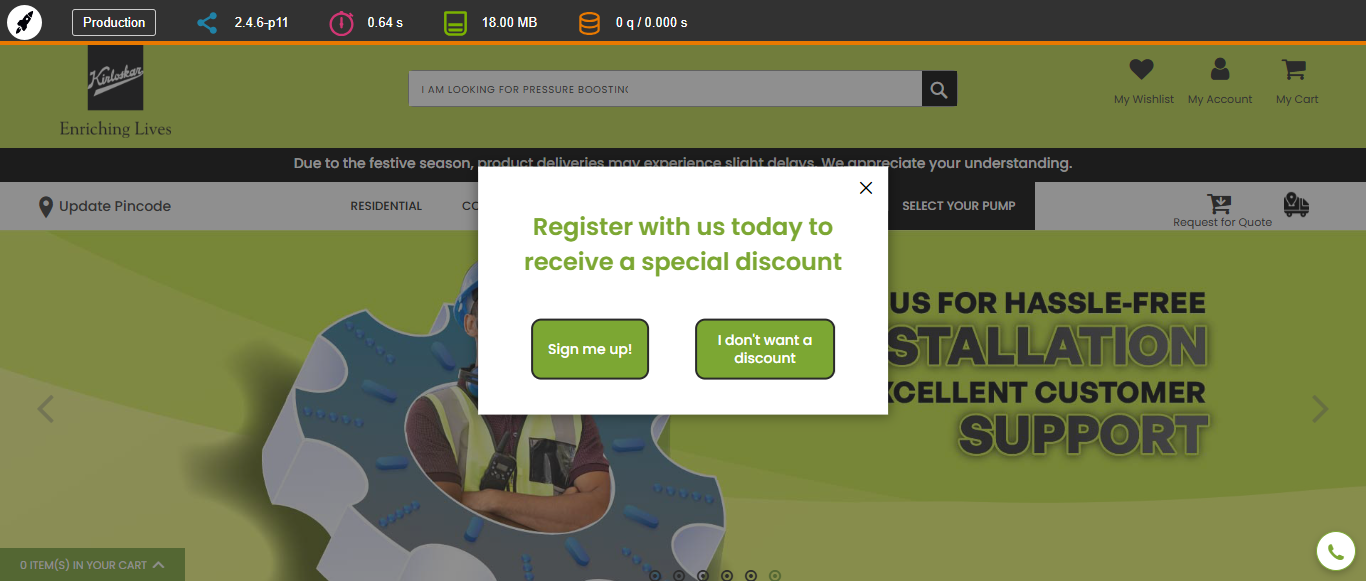 Production 2.4.6-p11 0.64 s 18.00 MB 0 q / 0.000 s
Kirloskar
Enriching Lives
I AM LOOKING FOR PRESSURE BOOSTING
My Wishlist My Account My Cart
Due to the festive season, product deliveries may experience slight delays. We appreciate your understanding.
Update Pincode RESIDENTIAL CO SELECT YOUR PUMP Request for Quote
Register with us today to
receive a special discount
Sign me up!
I don't want a
discount
US FOR HASSLE-FREE
STALLATION
XCELLENT CUSTOMER
SUPPORT
0 ITEM(S) IN YOUR CART